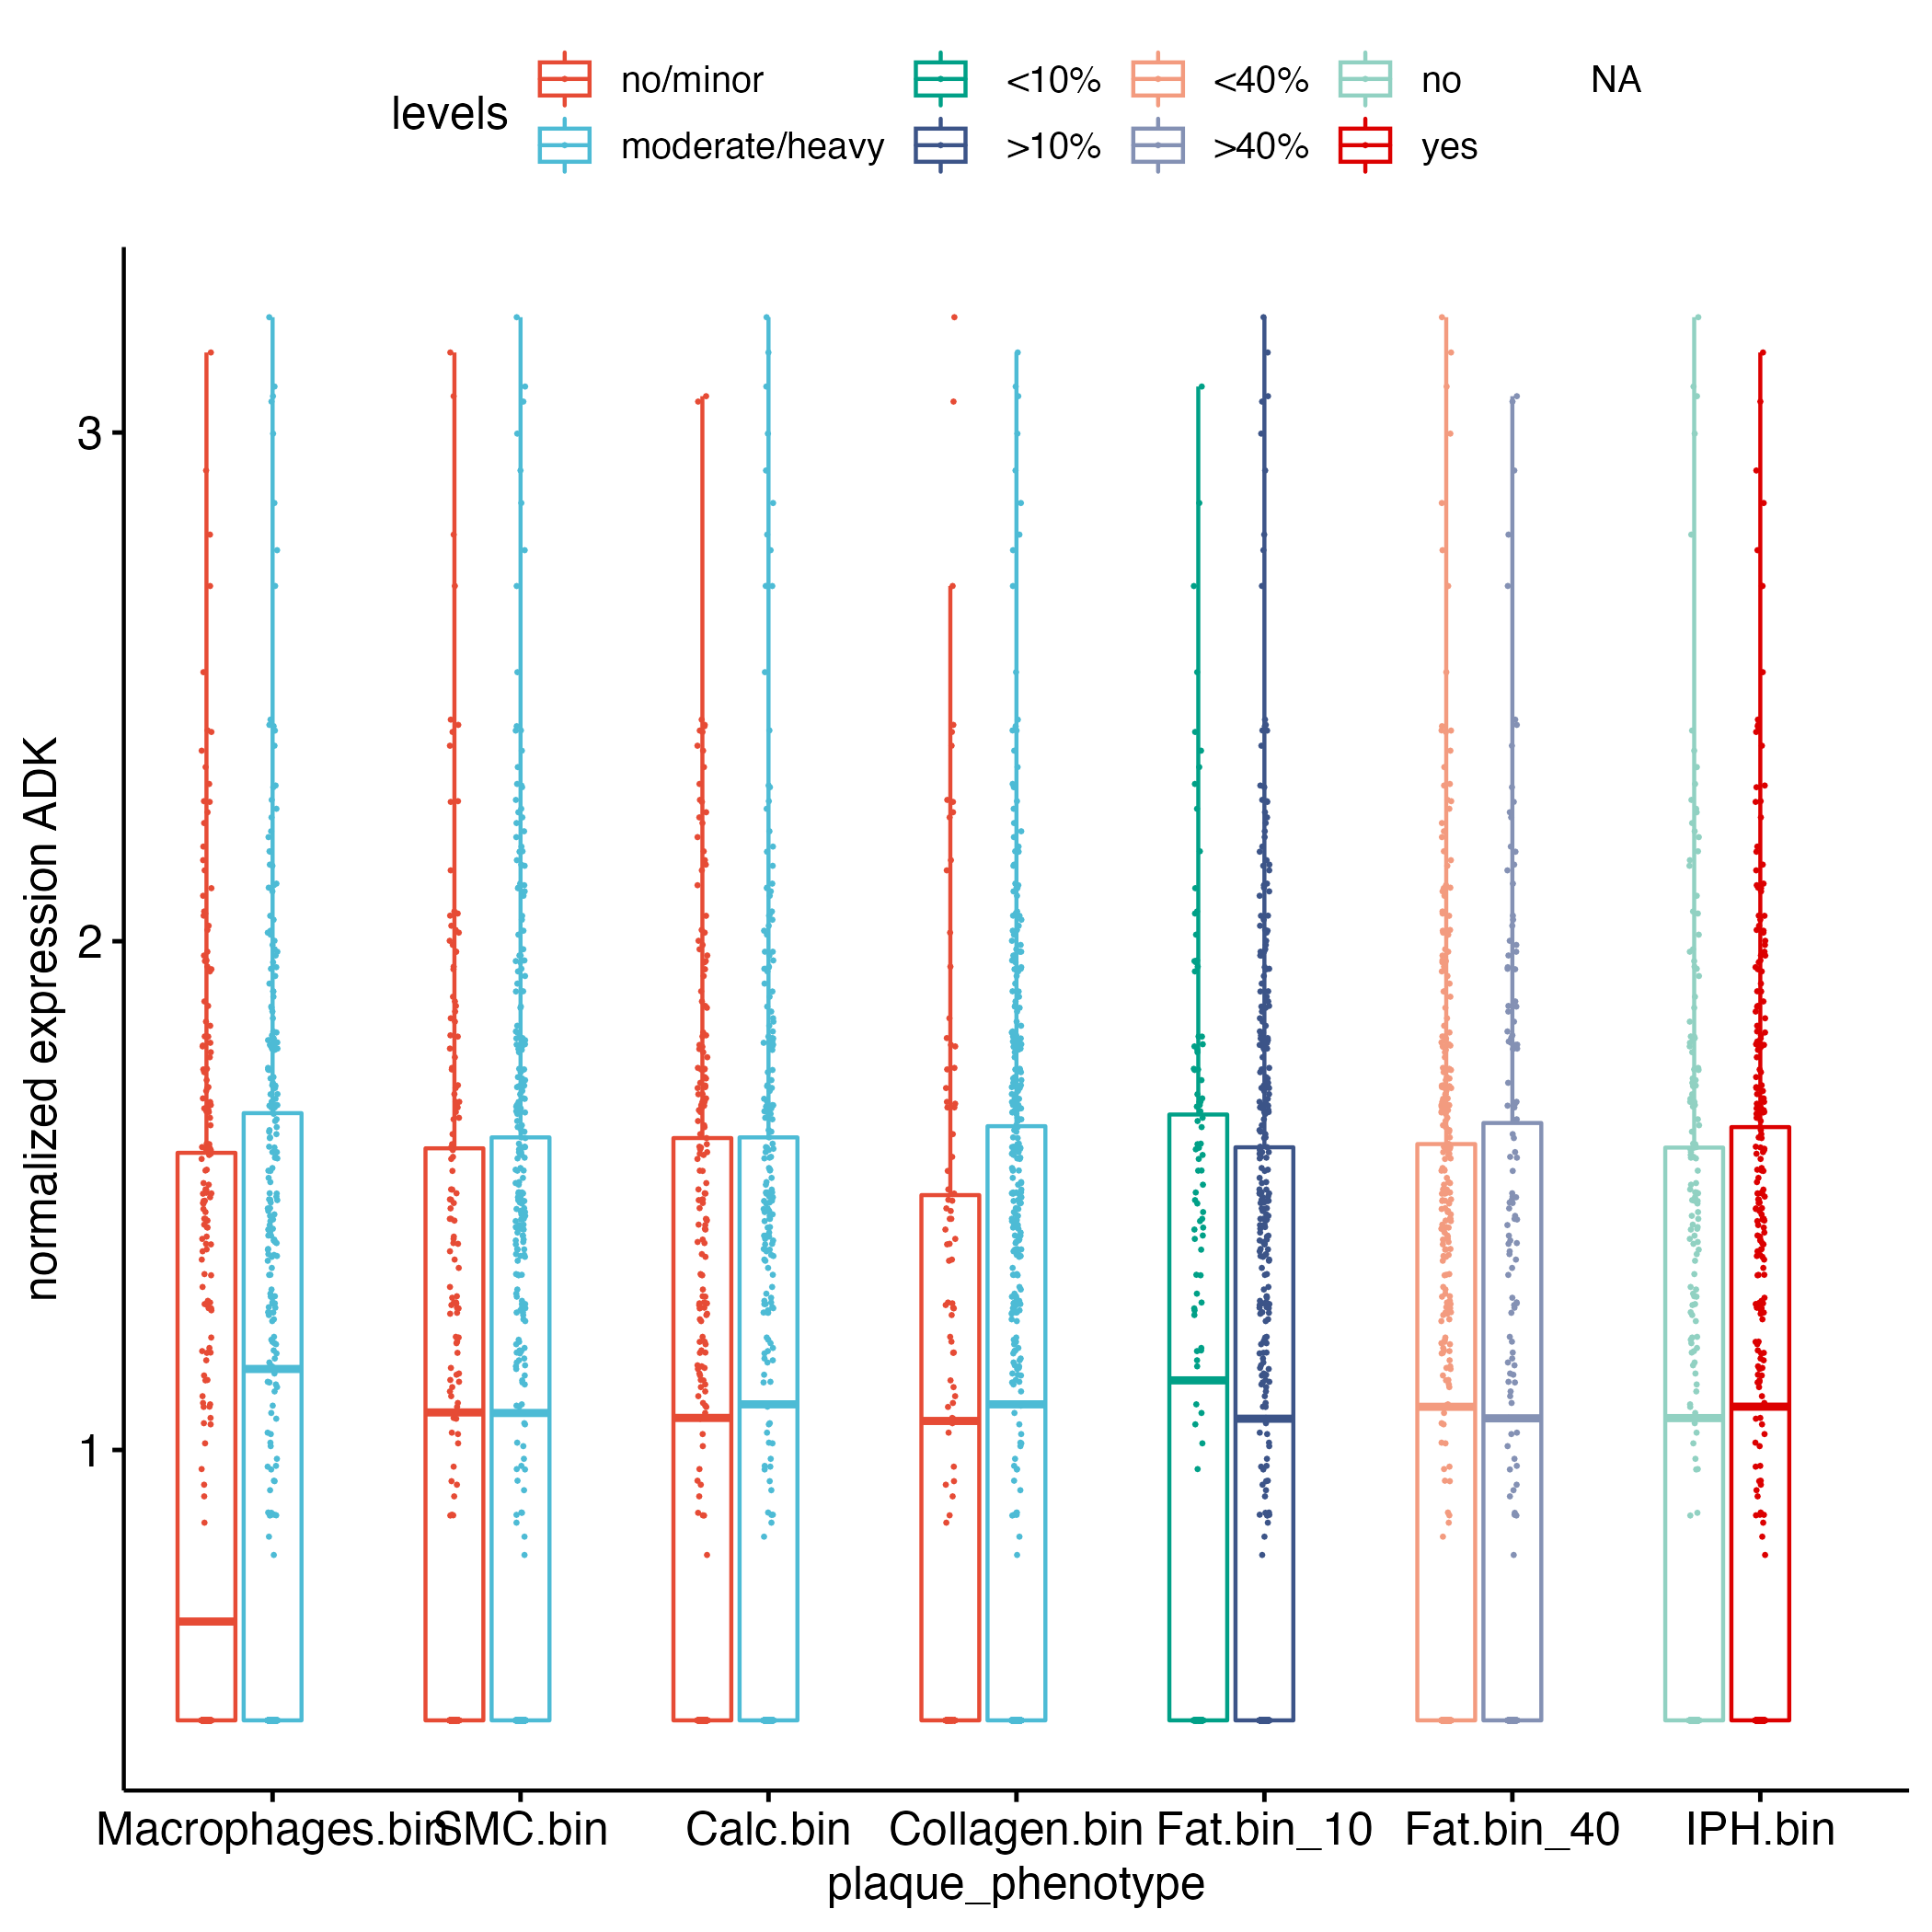 levels
no/minor <10% <40% no NA
moderate/heavy >10% >40% yes
normalized expression ADK
3
2
1
Macrophages.bin SMC.bin Calc.bin Collagen.bin Fat.bin_10 Fat.bin_40 IPH.bin
plaque_phenotype